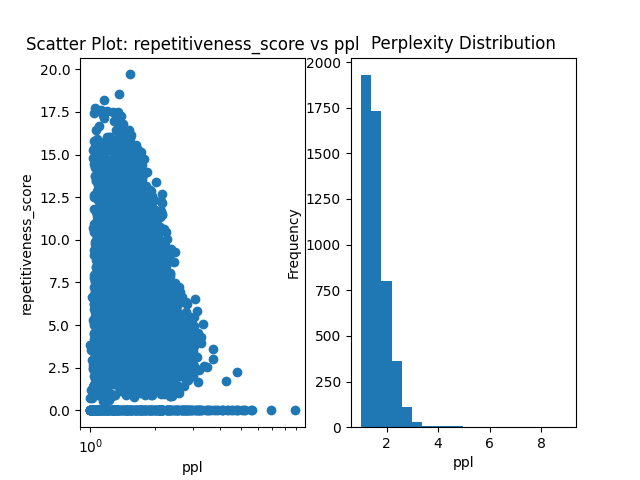 Scatter Plot: repetitiveness_score vs ppl
20.0
17.5
15.0
12.5
10.0
7.5
5.0
2.5
0.0
repetitiveness_score
10⁰
ppl
Perplexity Distribution
2000
1750
1500
1250
1000
750
500
250
0
Frequency
2 4 6 8
ppl